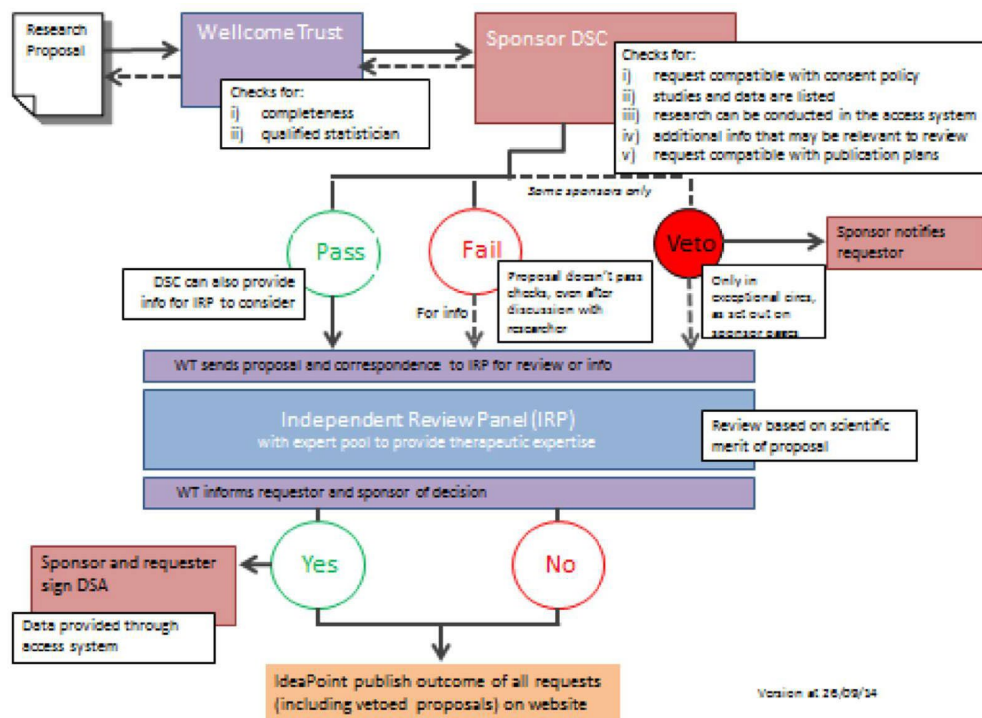 Research
Proposal
Wellcome Trust
Sponsor DSC
Checks for:
i) completeness
ii) qualified statistician
Checks for:
i) request compatible with consent policy
ii) studies and data are listed
iii) research can be conducted in the access system
iv) additional info that may be relevant to review
v) request compatible with publication plans
Some sponsors only
Pass
Fail
Veto
Sponsor notifies
requestor
DSC can also provide
info for IRP to consider
For info
Proposal doesn't pass
checks, even after
discussion with
researcher
Only in
exceptional circs,
as set out on
sponsor pages
WT sends proposal and correspondence to IRP for review or info
Independent Review Panel (IRP)
with expert pool to provide therapeutic expertise
Review based on scientific
merit of proposal
WT informs requestor and sponsor of decision
Yes
No
Sponsor and requester
sign DSA
Data provided through
access system
IdeaPoint publish outcome of all requests
(including vetoed proposals) on website
Version at 26/09/14